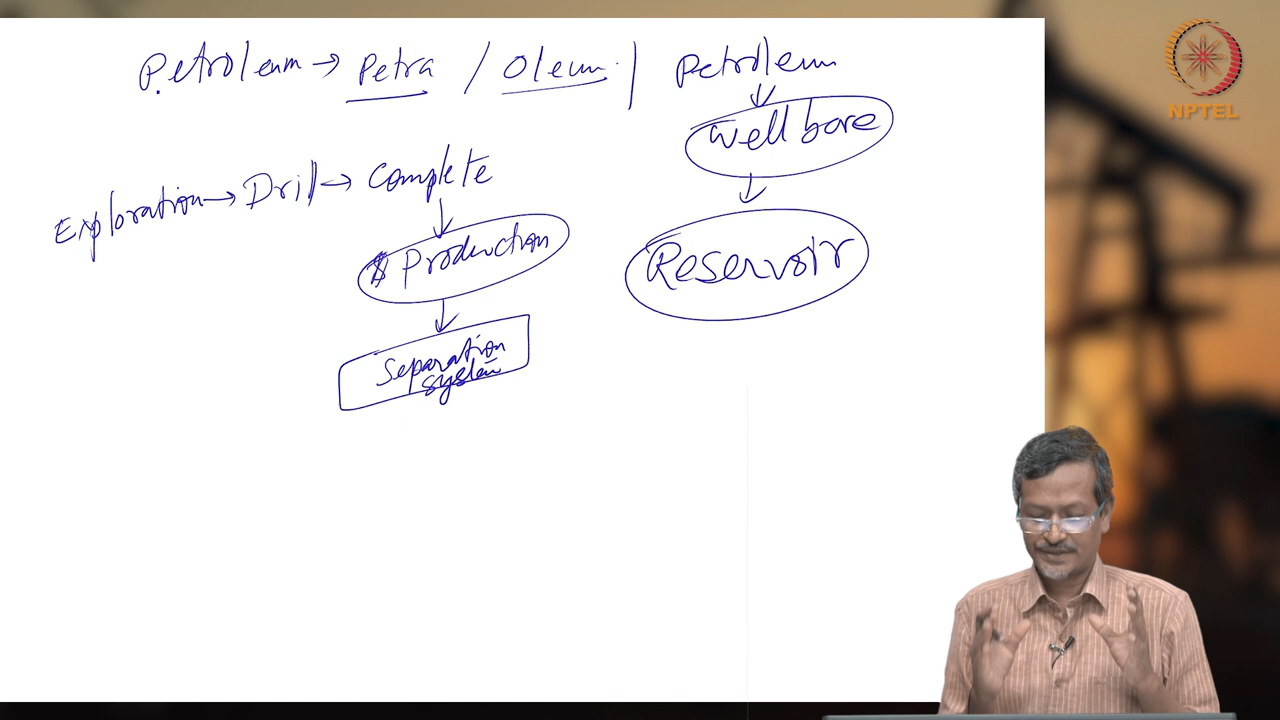 Petroleum → Petra / Oleum. | Petroleum
Well bore
Exploration → Drill → Complete
Production
Reservoir
Separation
system
NPTEL